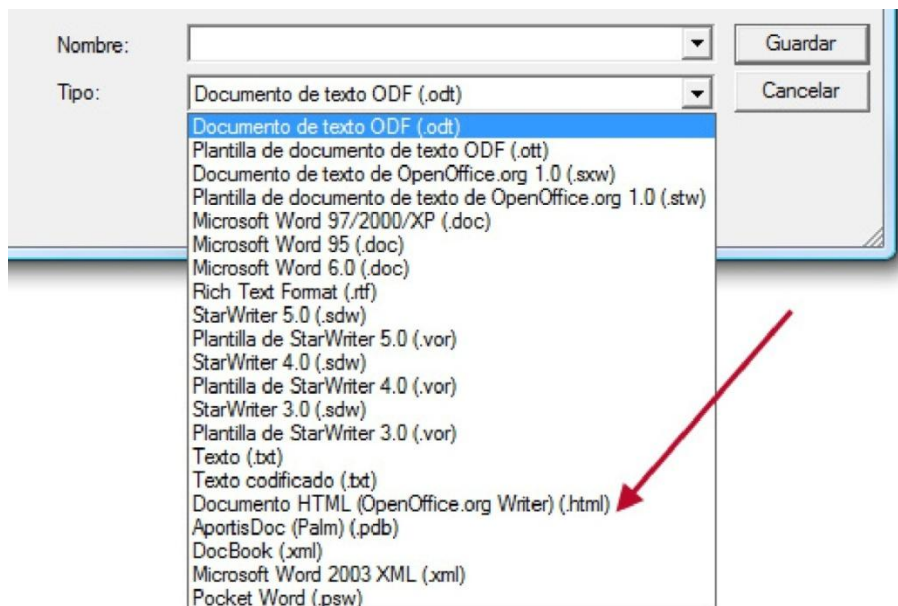 Nombre:
Guardar
Tipo:
Documento de texto ODF (.odt)
Cancelar
Documento de texto ODF (.odt)
Plantilla de documento de texto ODF (.ott)
Documento de texto de OpenOffice.org 1.0 (.sxw)
Plantilla de documento de texto de OpenOffice.org 1.0 (.stw)
Microsoft Word 97/2000/XP (.doc)
Microsoft Word 95 (.doc)
Microsoft Word 6.0 (.doc)
Rich Text Format (.rtf)
StarWriter 5.0 (.sdw)
Plantilla de StarWriter 5.0 (.vor)
StarWriter 4.0 (.sdw)
Plantilla de StarWriter 4.0 (.vor)
StarWriter 3.0 (.sdw)
Plantilla de StarWriter 3.0 (.vor)
Texto (.txt)
Texto codificado (.txt)
Documento HTML (OpenOffice.org Writer) (.html)
AportisDoc (Palm) (.pdb)
DocBook (.xml)
Microsoft Word 2003 XML (.xml)
Pocket Word (.psw)